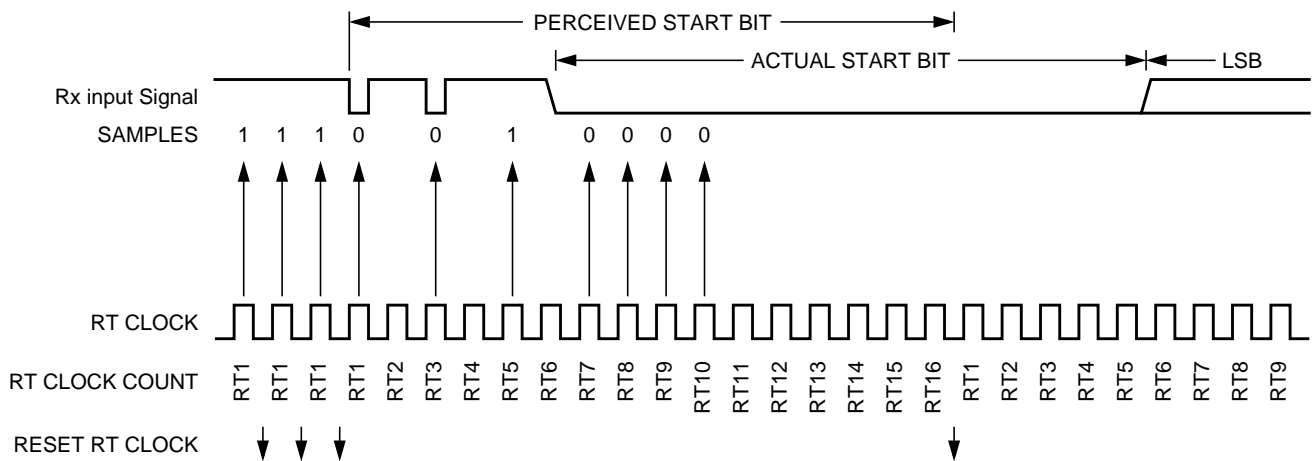 PERCEIVED START BIT
ACTUAL START BIT LSB
Rx input Signal
SAMPLES 1 1 1 0 0 1 0 0 0 0
RT CLOCK
RT CLOCK COUNT RT1 RT1 RT1 RT1 RT2 RT3 RT4 RT5 RT6 RT7 RT8 RT9 RT10 RT11 RT12 RT13 RT14 RT15 RT16 RT1 RT2 RT3 RT4 RT5 RT6 RT7 RT8 RT9
RESET RT CLOCK